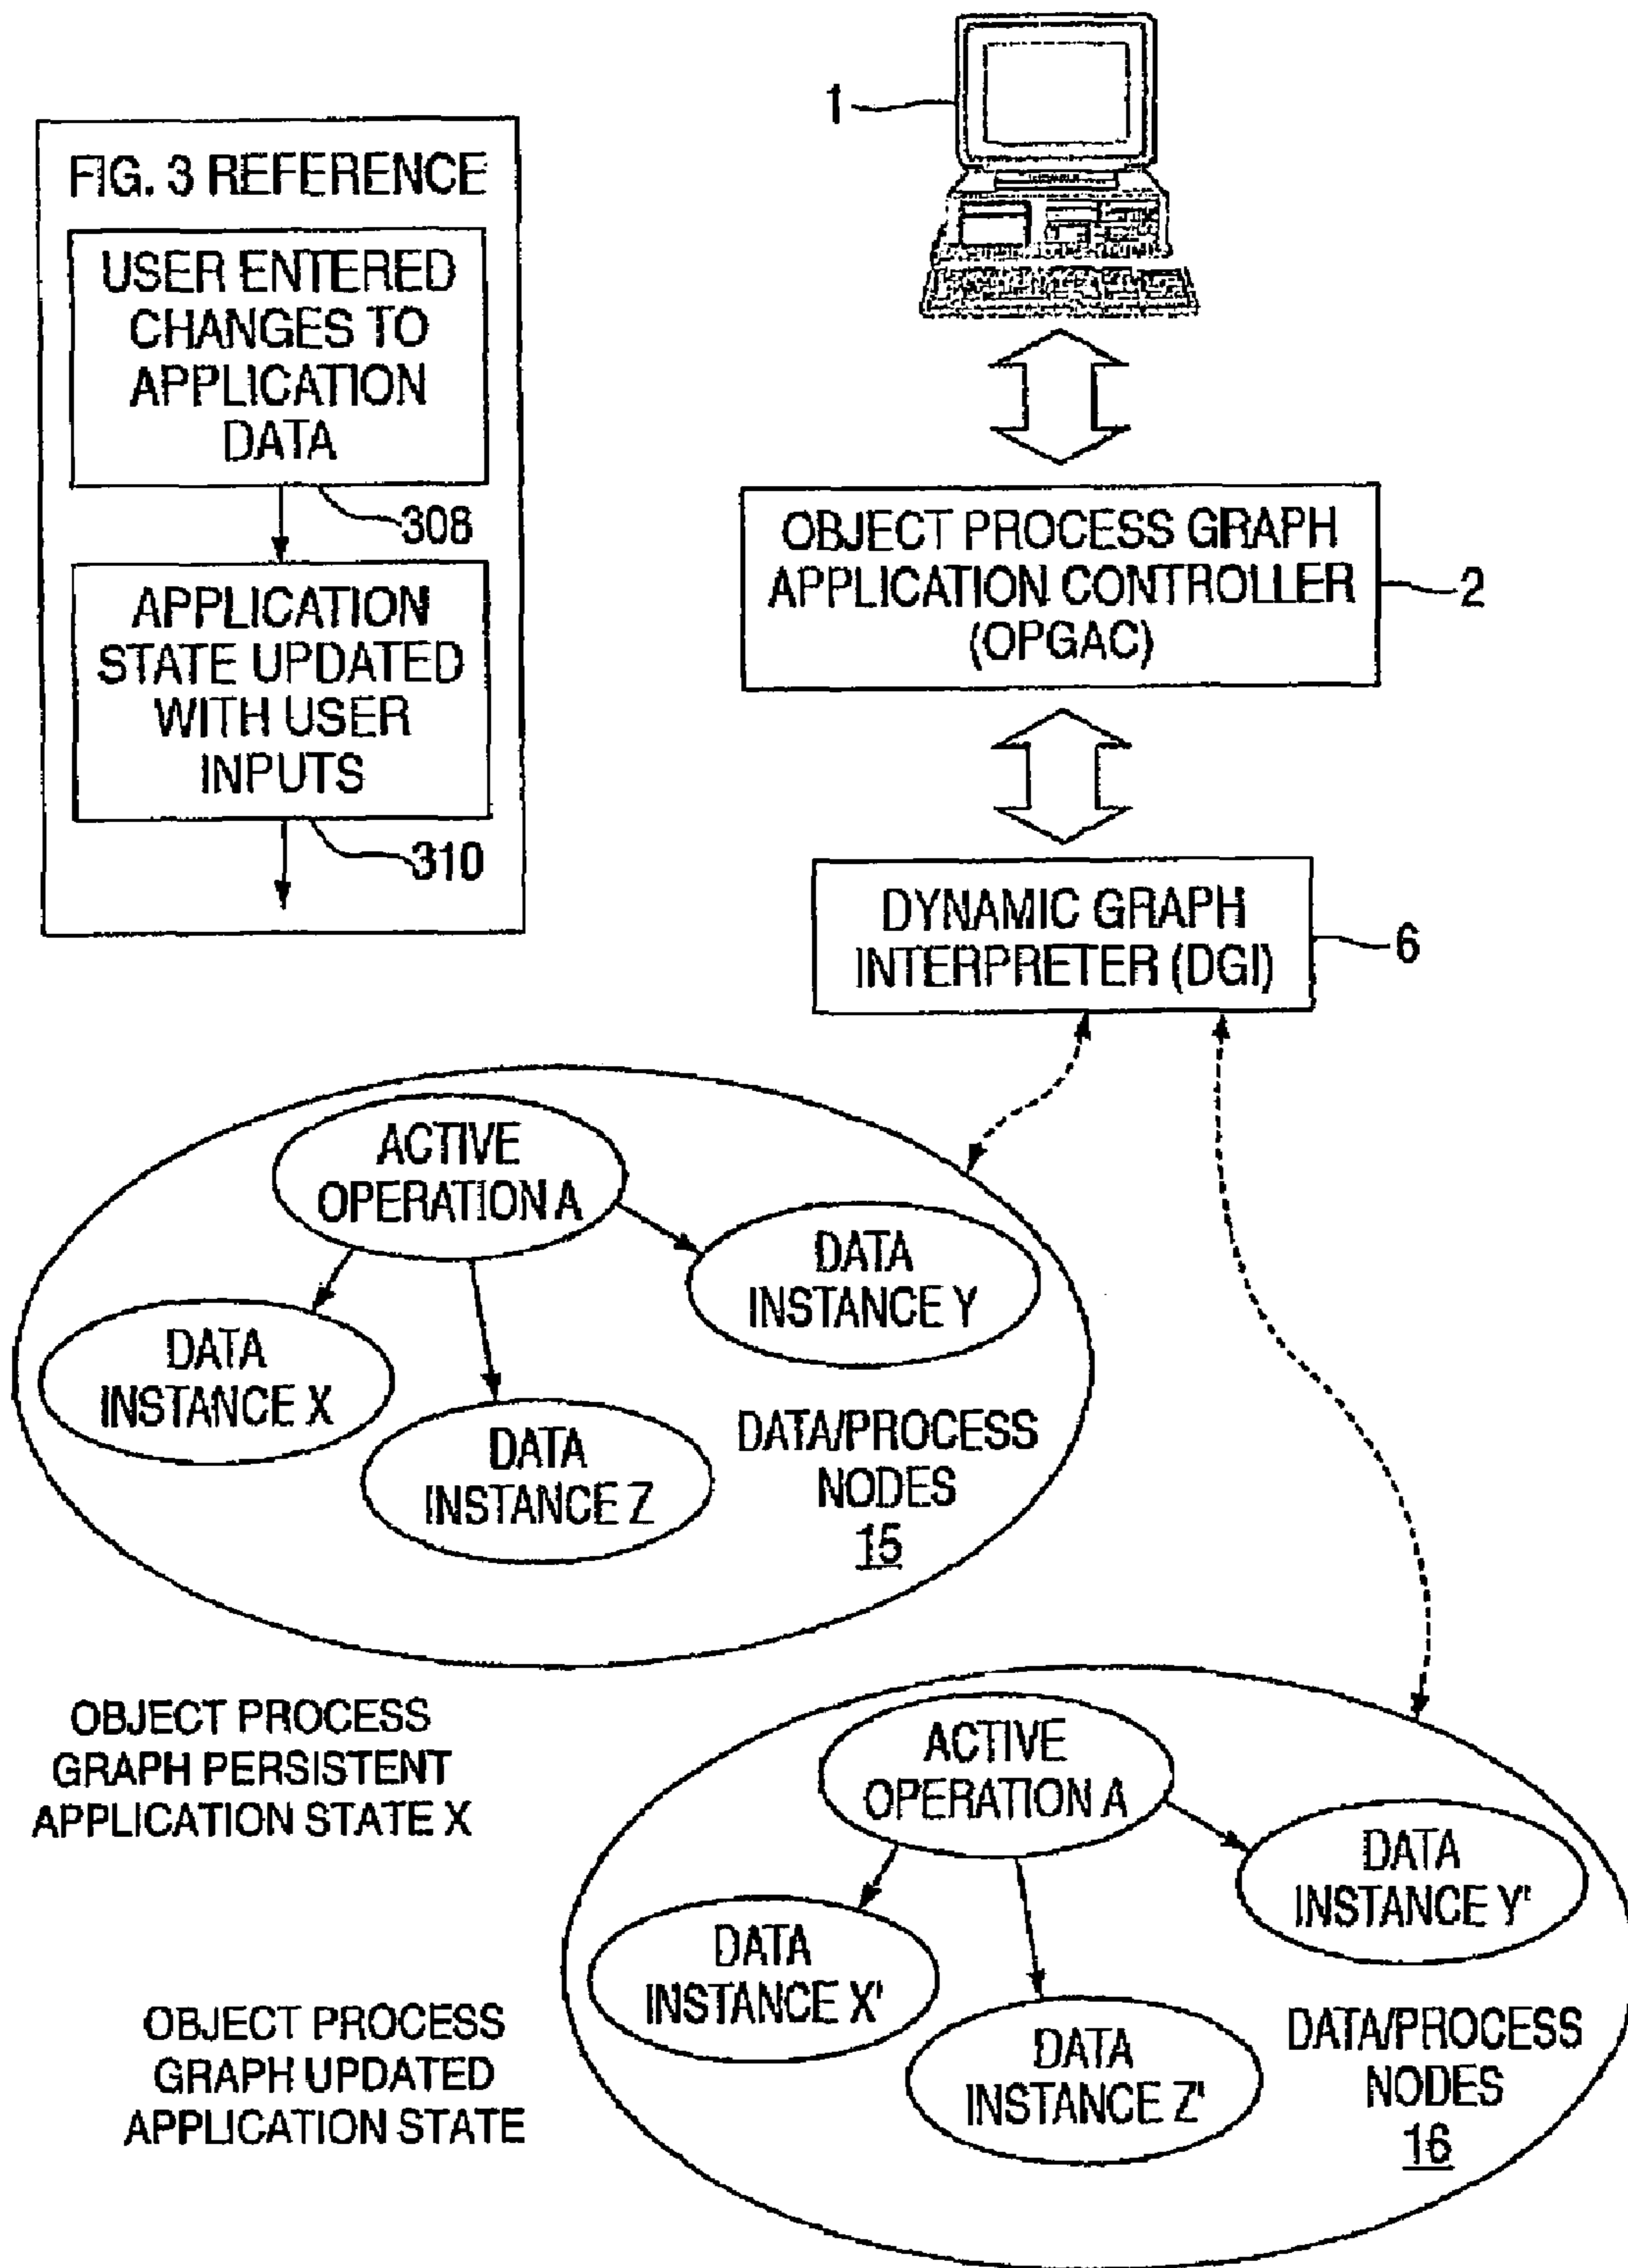 FIG. 3 REFERENCE
USER ENTERED
CHANGES TO
APPLICATION
DATA
308
APPLICATION
STATE UPDATED
WITH USER
INPUTS
310
1
OBJECT PROCESS GRAPH
APPLICATION CONTROLLER
(OPGAC)
2
DYNAMIC GRAPH
INTERPRETER (DGI)
6
ACTIVE
OPERATION A
DATA
INSTANCE Y
DATA
INSTANCE X
DATA
INSTANCE Z
DATA/PROCESS
NODES
15
OBJECT PROCESS
GRAPH PERSISTENT
APPLICATION STATE X
ACTIVE
OPERATION A
DATA
INSTANCE Y'
DATA
INSTANCE X'
DATA
INSTANCE Z'
DATA/PROCESS
NODES
16
OBJECT PROCESS
GRAPH UPDATED
APPLICATION STATE